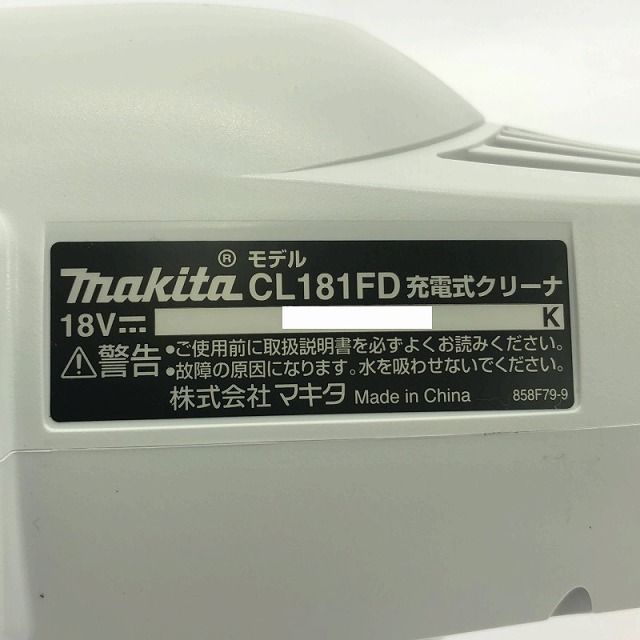 makita® モデル CL181FD 充電式クリーナ
18V⎓ K
⚠警告 •ご使用前に取扱説明書を必ずよくお読みください。
•故障の原因になります。水を吸わせないでください。
株式会社マキタ Made in China 858F79-9